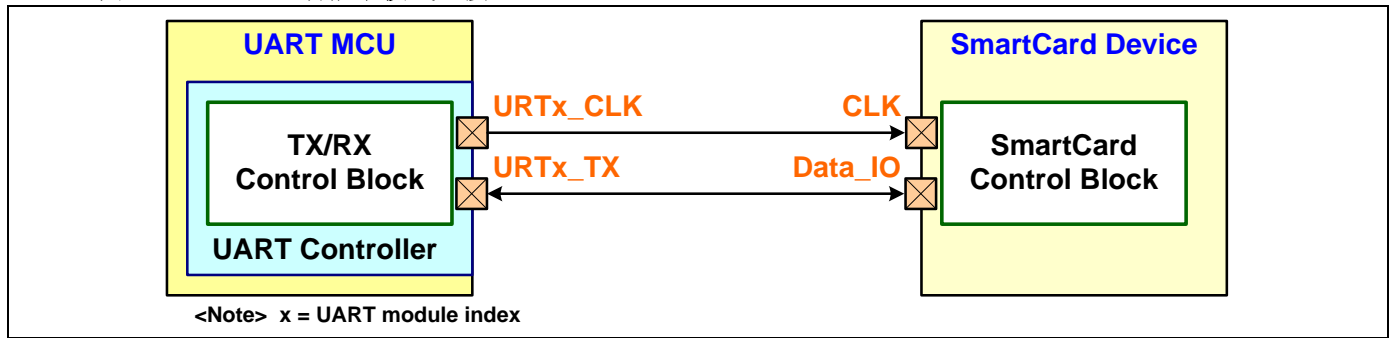 UART MCU
SmartCard Device
URTx_CLK
CLK
TX/RX
Control Block
SmartCard
Control Block
URTx_TX
Data_IO
UART Controller
<Note> x = UART module index